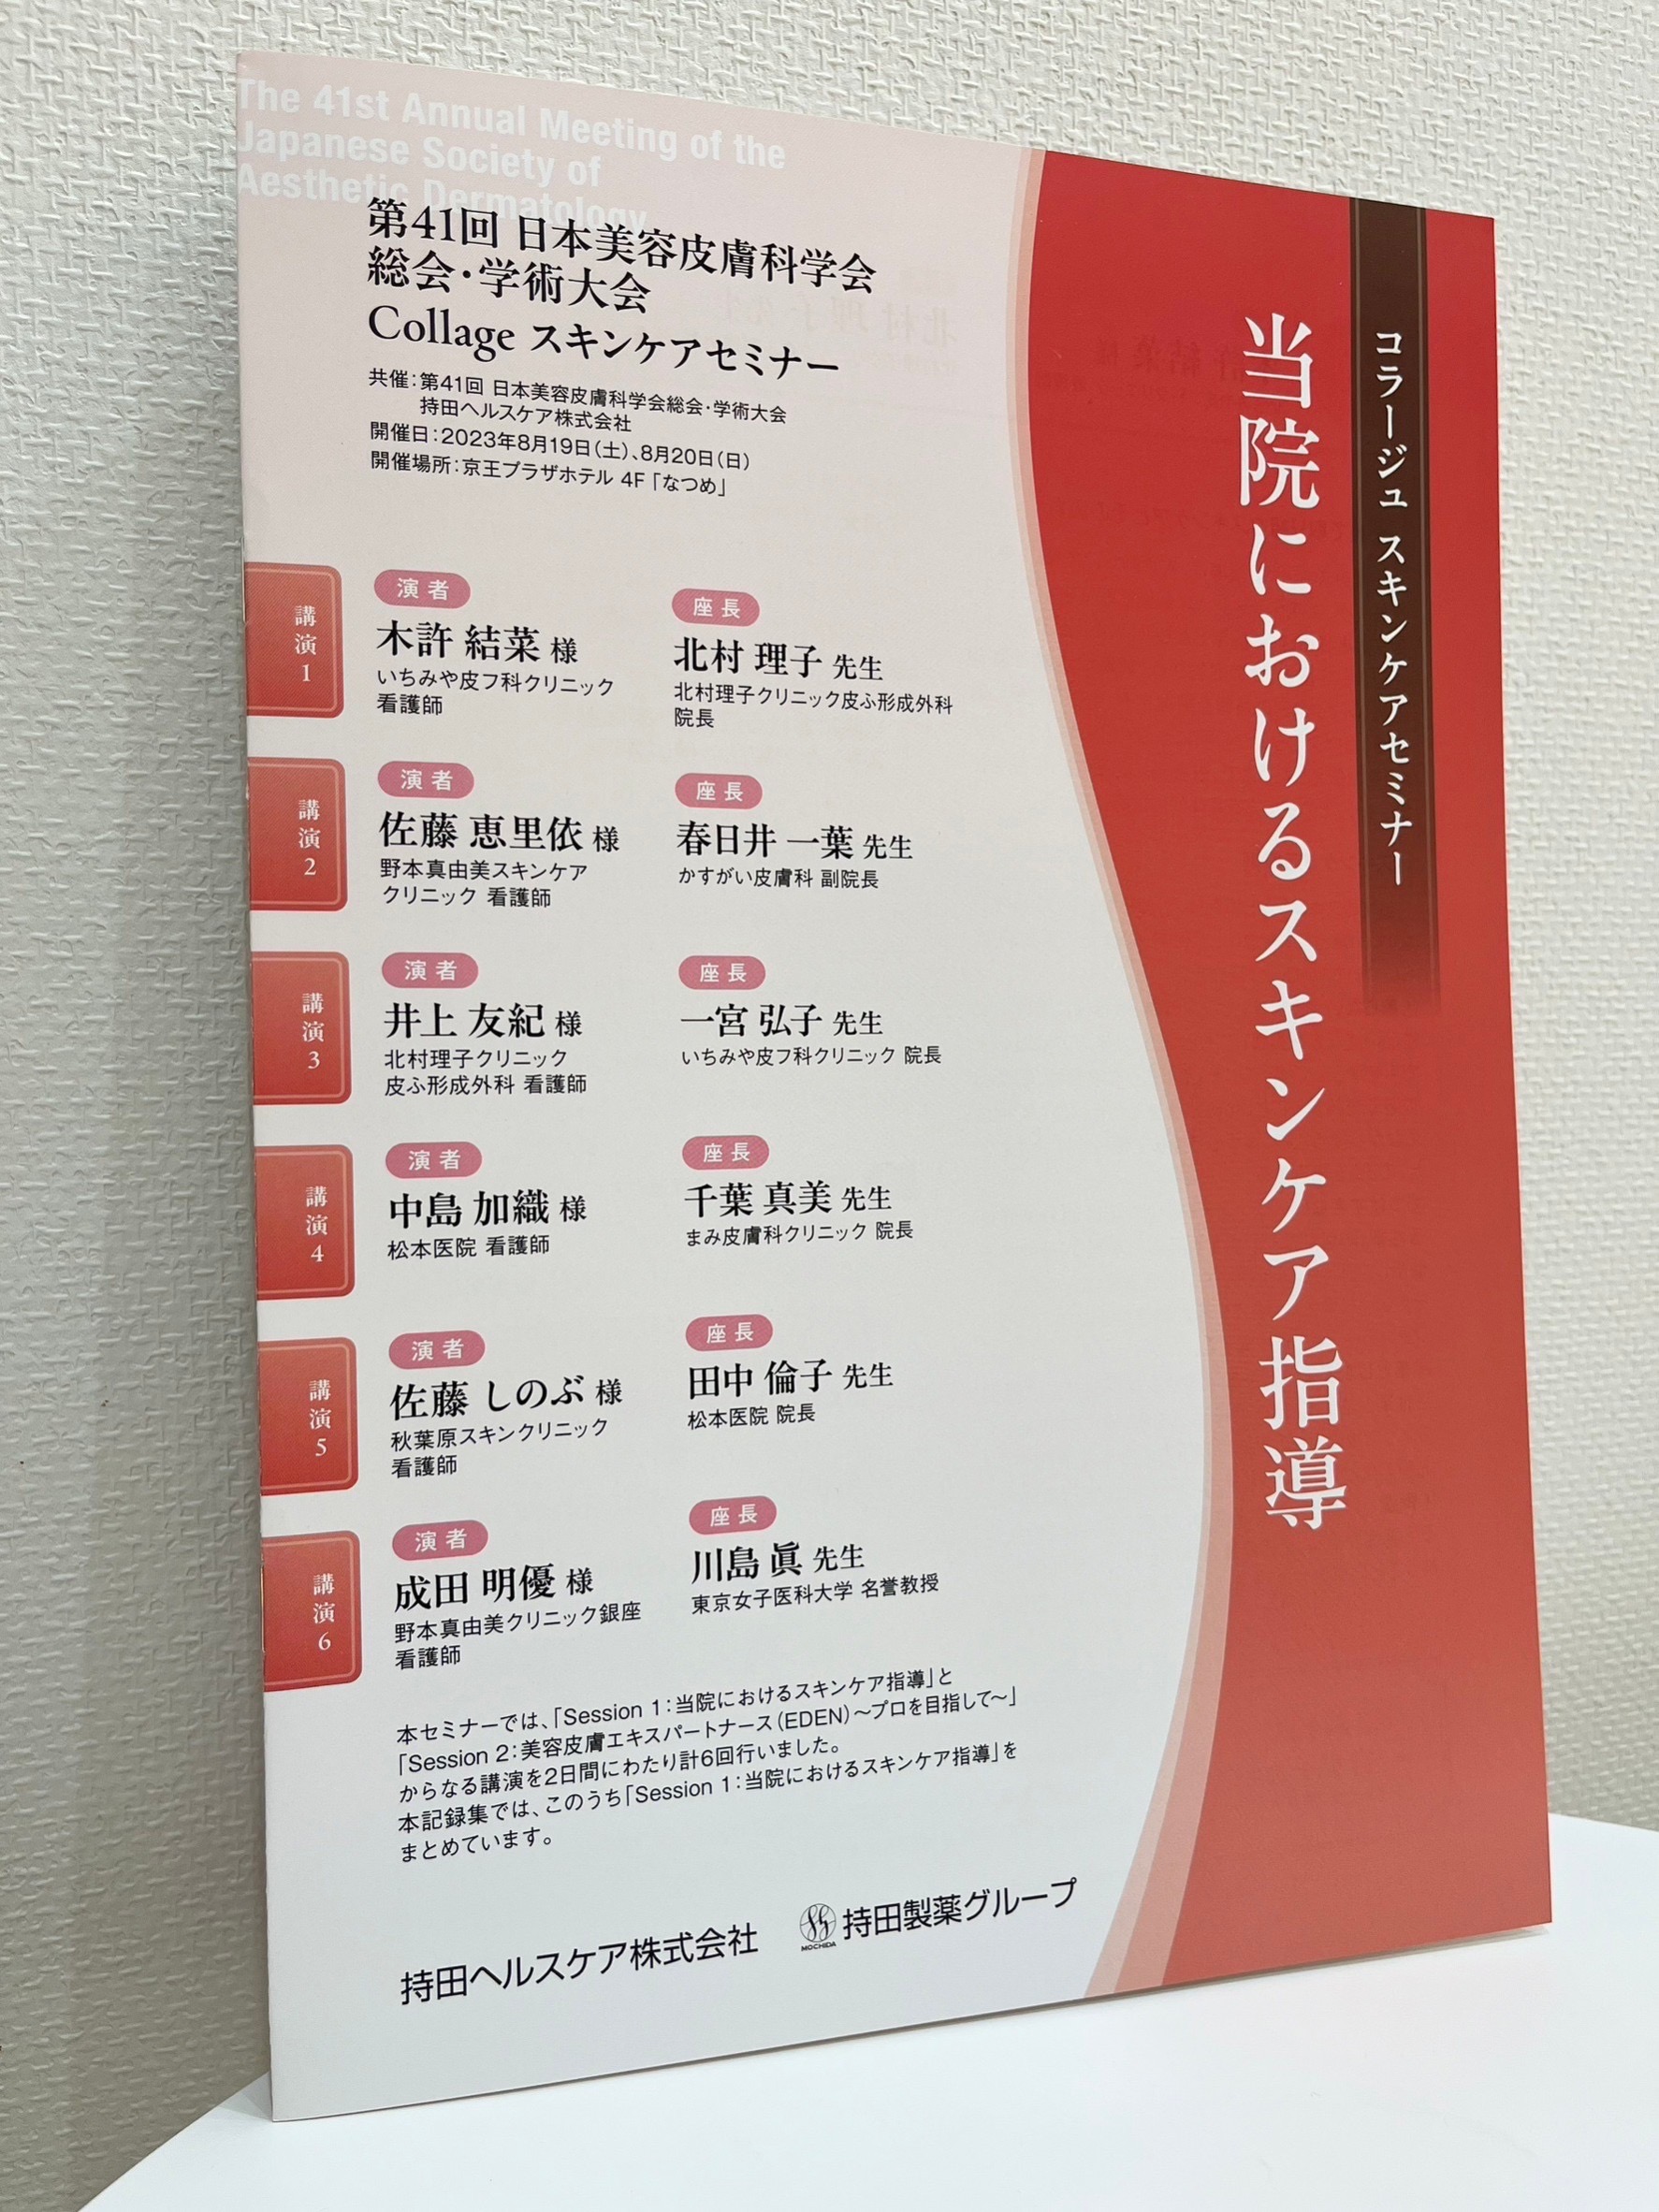 The 41st Annual Meeting of the
Japanese Society of
Aesthetic Dermatology
第41回 日本美容皮膚科学会
総会・学術大会
Collage スキンケアセミナー
共催：第41回 日本美容皮膚科学会総会・学術大会
持田ヘルスケア株式会社
開催日：2023年8月19日（土）、8月20日（日）
開催場所：京王プラザホテル 4F「なつめ」
コラージュ スキンケアセミナー
当院におけるスキンケア指導
講演1
演者
木許 結菜 様
いちみや皮フ科クリニック
看護師
座長
北村 理子 先生
北村理子クリニック皮ふ形成外科
院長
講演2
演者
佐藤 恵里依 様
野本真由美スキンケア
クリニック 看護師
座長
春日井 一葉 先生
かすがい皮膚科 副院長
講演3
演者
井上 友紀 様
北村理子クリニック
皮ふ形成外科 看護師
座長
一宮 弘子 先生
いちみや皮フ科クリニック 院長
講演4
演者
中島 加織 様
松本医院 看護師
座長
千葉 真美 先生
まみ皮膚科クリニック 院長
講演5
演者
佐藤 しのぶ 様
秋葉原スキンクリニック
看護師
座長
田中 倫子 先生
松本医院 院長
講演6
演者
成田 明優 様
野本真由美クリニック銀座
看護師
座長
川島 眞 先生
東京女子医科大学 名誉教授
本セミナーでは、「Session 1：当院におけるスキンケア指導」と
「Session 2：美容皮膚エキスパートナース（EDEN）～プロを目指して～」
からなる講演を2日間にわたり計6回行いました。
本記録集では、このうち「Session 1：当院におけるスキンケア指導」を
まとめています。
持田ヘルスケア株式会社
MOCHIDA
持田製薬グループ